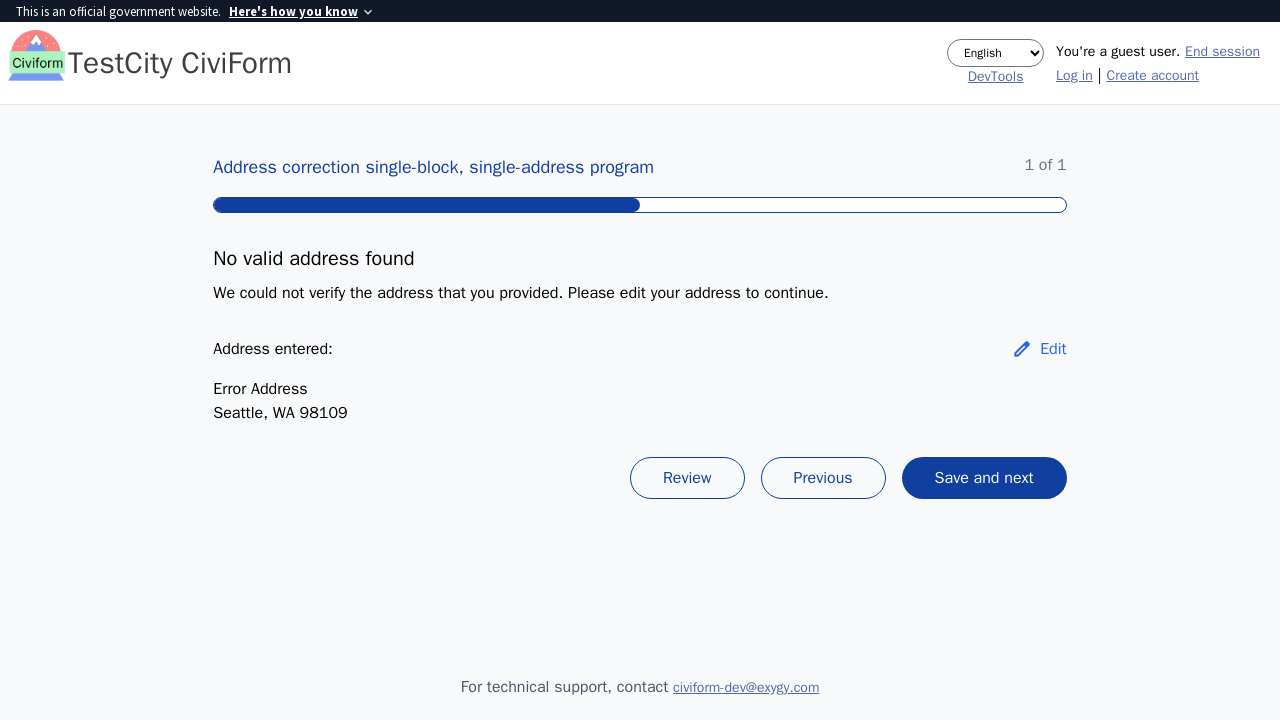 This is an official government website. Here's how you know
Civiform
TestCity CiviForm
English
DevTools
You're a guest user. End session
Log in | Create account
Address correction single-block, single-address program
1 of 1
No valid address found
We could not verify the address that you provided. Please edit your address to continue.
Address entered:
Edit
Error Address
Seattle, WA 98109
Review
Previous
Save and next
For technical support, contact civiform-dev@exygy.com